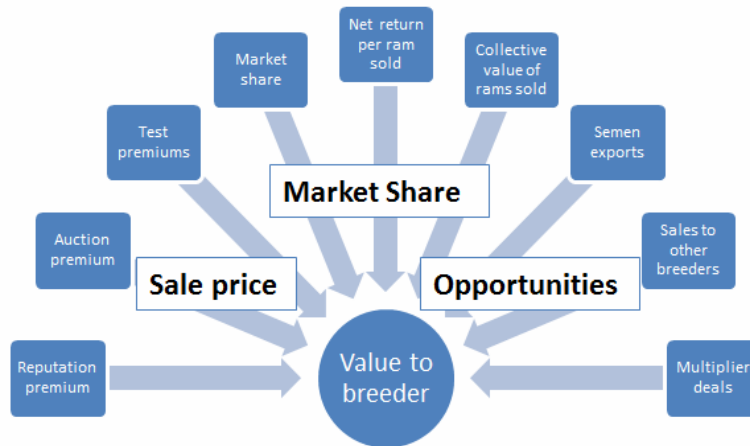 Net return
per ram
sold
Market
share
Collective
value of
rams sold
Test
premiums
Semen
exports
Market Share
Auction
premium
Sales to
other
breeders
Sale price
Opportunities
Reputation
premium
Value to
breeder
Multiplier
deals